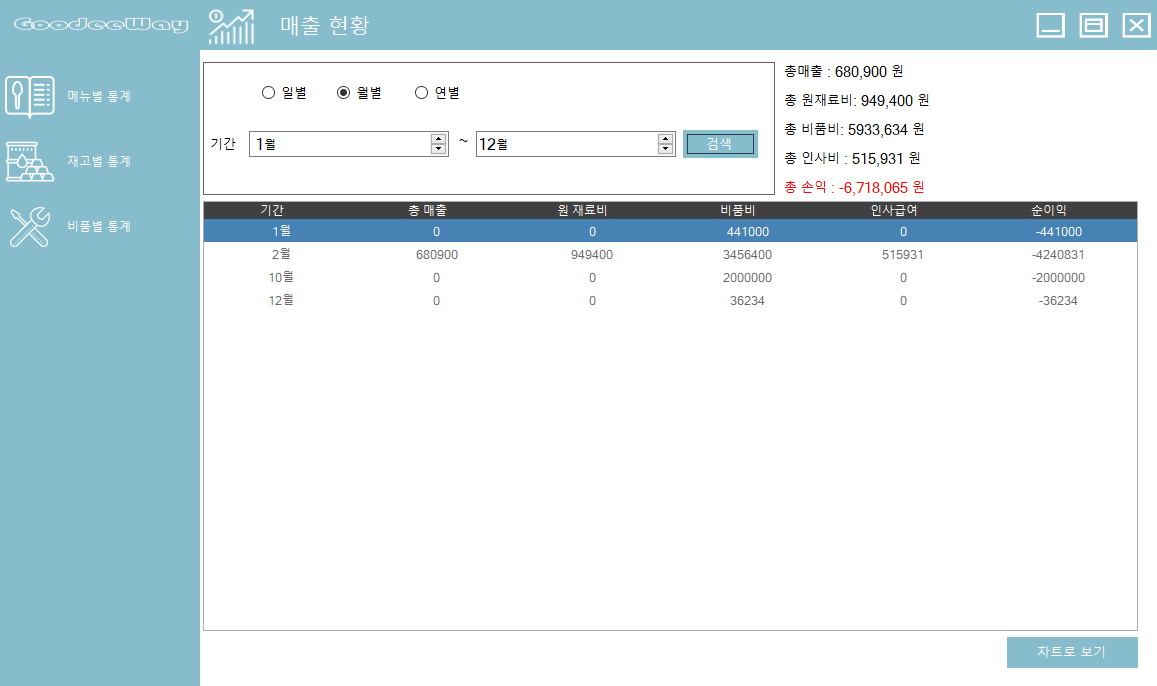 GoodeeWay
매출 현황
메뉴별 통계
재고별 통계
비품별 통계
일별 월별 연별
기간 1월 ~ 12월 검색
총매출 : 680,900 원
총 원재료비: 949,400 원
총 비품비: 5933,634 원
총 인사비 : 515,931 원
총 손익 : -6,718,065 원
기간 총 매출 원 재료비 비품비 인사급여 순이익
1월 0 0 441000 0 -441000
2월 680900 949400 3456400 515931 -4240831
10월 0 0 2000000 0 -2000000
12월 0 0 36234 0 -36234
차트로 보기